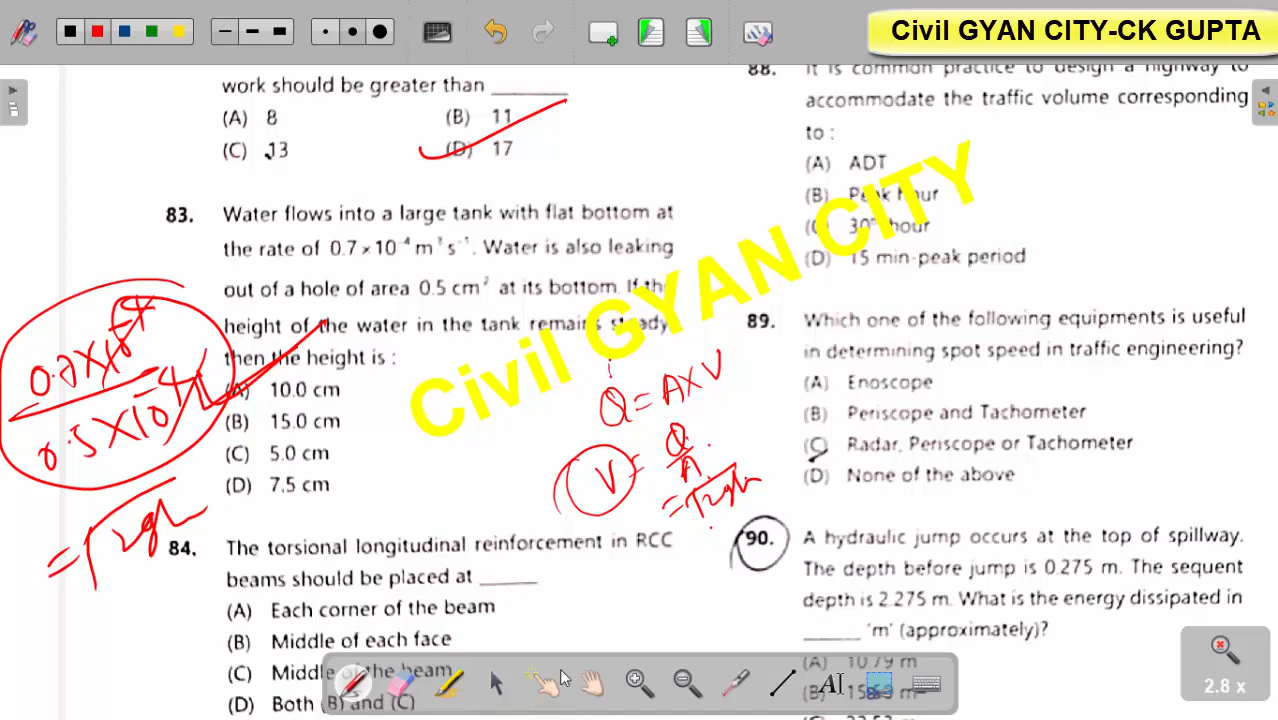 Civil GYAN CITY-CK GUPTA
work should be greater than ______
(A) 8 (B) 11
(C) 13 (D) 17
83. Water flows into a large tank with flat bottom at
the rate of 0.7×10⁻⁴ m³ s⁻¹. Water is also leaking
out of a hole of area 0.5 cm² at its bottom. If the
height of the water in the tank remains steady,
then the height is :
(A) 10.0 cm
(B) 15.0 cm
(C) 5.0 cm
(D) 7.5 cm
0.7×10⁻⁴
0.5×10⁻⁴
=√2gh
84. The torsional longitudinal reinforcement in RCC
beams should be placed at ______
(A) Each corner of the beam
(B) Middle of each face
(C) Middle of the beam
(D) Both (B) and (C)
Q = A×V
V = Q/A
=√2gh
Civil GYAN CITY
88. It is common practice to design a highway to
accommodate the traffic volume corresponding
to :
(A) ADT
(B) Peak hour
(C) 30th hour
(D) 15 min-peak period
89. Which one of the following equipments is useful
in determining spot speed in traffic engineering?
(A) Enoscope
(B) Periscope and Tachometer
(C) Radar, Periscope or Tachometer
(D) None of the above
90. A hydraulic jump occurs at the top of spillway.
The depth before jump is 0.275 m. The sequent
depth is 2.275 m. What is the energy dissipated in
______ 'm' (approximately)?
(A) 10.79 m
(B)
2.8 x